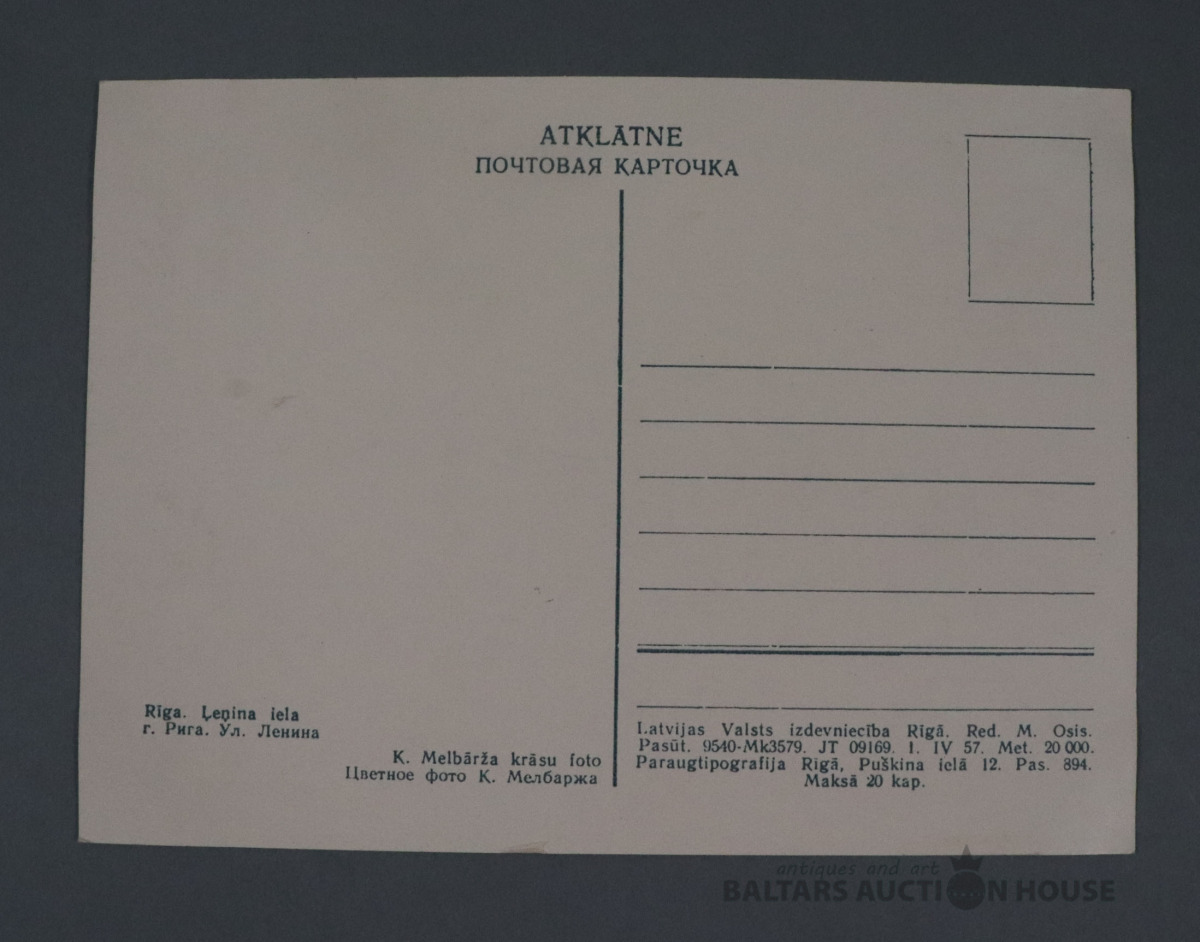 ATKLĀTNE
ПОЧТОВАЯ КАРТОЧКА
Rīga. Ļeņina iela
г. Рига. Ул. Ленина
K. Melbārža krāsu foto
Цветное фото К. Мелбаржа
Latvijas Valsts izdevniecība Rīgā. Red. M. Osis.
Pasūt. 9540-Mk3579. JT 09169. 1. IV 57. Met. 20 000.
Paraugtipografija Rīgā, Puškina ielā 12. Pas. 894.
Maksā 20 kap.
antiques and art
BALTARS AUCTION HOUSE